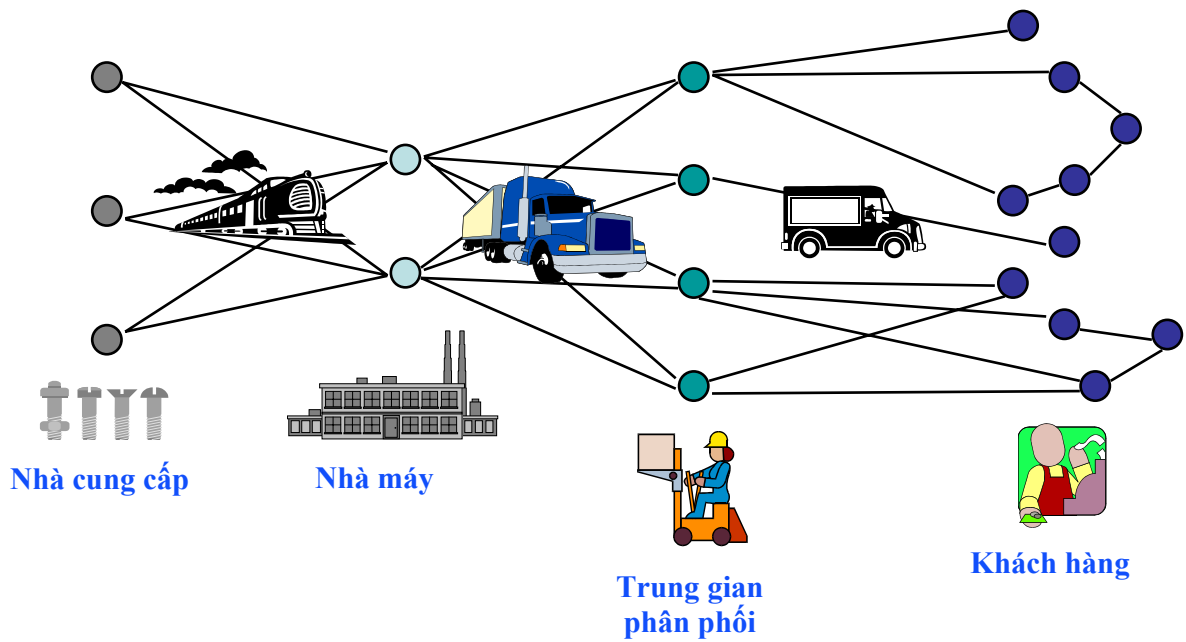 Nhà cung cấp
Nhà máy
Trung gian
phân phối
Khách hàng